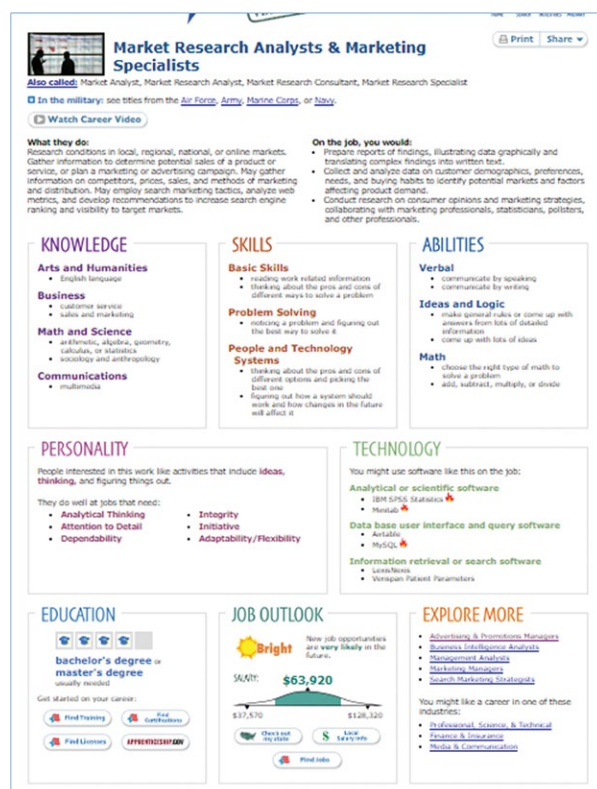 Print
Share
Market Research Analysts & Marketing
Specialists
Also called: Market Analyst, Market Research Analyst, Market Research Consultant, Market Research Specialist
In the military: see titles from the Air Force, Army, Marine Corps, or Navy.
Watch Career Video
What they do:
Research conditions in local, regional, national, or online markets.
Gather information to determine potential sales of a product or
service, or plan a marketing or advertising campaign. May gather
information on competitors, prices, sales, and methods of marketing
and distribution. May employ search marketing tactics, analyze web
metrics, and develop recommendations to increase search engine
ranking and visibility to target markets.
On the job, you would:
• Prepare reports of findings, illustrating data graphically and
translating complex findings into written text.
• Collect and analyze data on customer demographics, preferences,
needs, and buying habits to identify potential markets and factors
affecting product demand.
• Conduct research on consumer opinions and marketing strategies,
collaborating with marketing professionals, statisticians, pollsters,
and other professionals.
KNOWLEDGE
Arts and Humanities
• English language
Business
• customer service
• sales and marketing
Math and Science
• arithmetic, algebra, geometry,
calculus, or statistics
• sociology and anthropology
Communications
• multimedia
SKILLS
Basic Skills
• reading work related information
• thinking about the pros and cons of
different ways to solve a problem
Problem Solving
• noticing a problem and figuring out
the best way to solve it
People and Technology
Systems
• thinking about the pros and cons of
different options and picking the
best one
• figuring out how a system should
work and how changes in the future
will affect it
ABILITIES
Verbal
• communicate by speaking
• communicate by writing
Ideas and Logic
• make general rules or come up with
answers from lots of detailed
information
• come up with lots of ideas
Math
• choose the right type of math to
solve a problem
• add, subtract, multiply, or divide
PERSONALITY
People interested in this work like activities that include ideas,
thinking, and figuring things out.
They do well at jobs that need:
• Analytical Thinking
• Attention to Detail
• Dependability
• Integrity
• Initiative
• Adaptability/Flexibility
TECHNOLOGY
You might use software like this on the job:
Analytical or scientific software
• IBM SPSS Statistics
• Minitab
Data base user interface and query software
• Airtable
• MySQL
Information retrieval or search software
• LexisNexis
• Verispan Patient Parameters
EDUCATION
bachelor's degree or
master's degree
usually needed
Get started on your career:
Find Training
Find
Certifications
Find Licenses
APPRENTICESHIP.GOV
JOB OUTLOOK
Bright
New job opportunities
are very likely in the
future.
SALARY:
$63,920
$37,570
$128,320
Check out
my state
Local
Salary Info
Find Jobs
EXPLORE MORE
• Advertising & Promotions Managers
• Business Intelligence Analysts
• Management Analysts
• Marketing Managers
• Search Marketing Strategists
You might like a career in one of these
industries:
• Professional, Science, & Technical
• Finance & Insurance
• Media & Communication